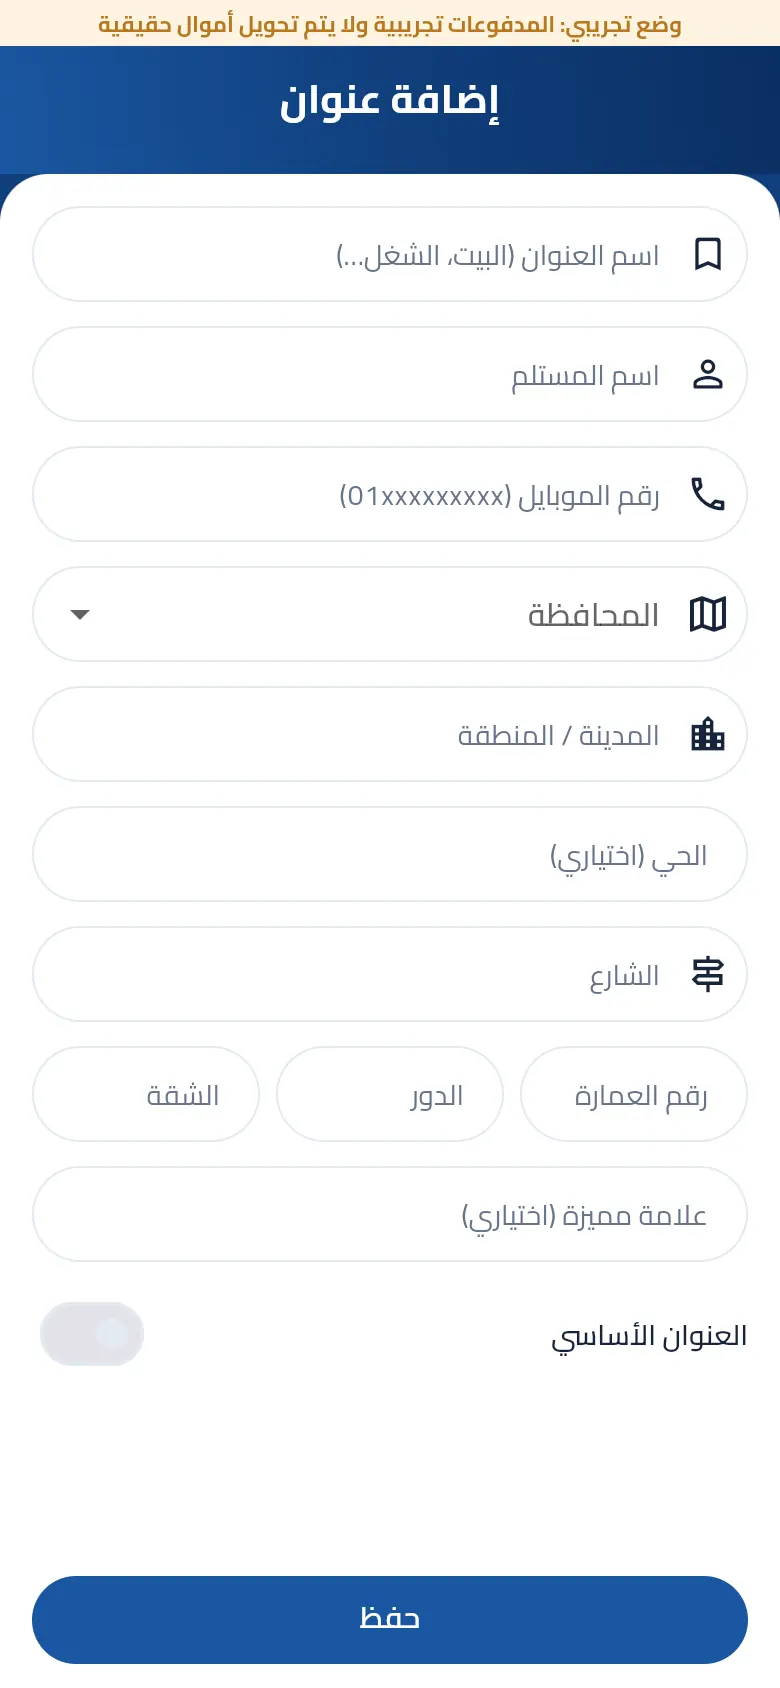 وضع تجريبي: المدفوعات تجريبية ولا يتم تحويل أموال حقيقية
إضافة عنوان
اسم العنوان (البيت، الشغل...)
اسم المستلم
رقم الموبايل (01xxxxxxxxx)
المحافظة
المدينة / المنطقة
الحي (اختياري)
الشارع
رقم العمارة
الدور
الشقة
علامة مميزة (اختياري)
العنوان الأساسي
حفظ